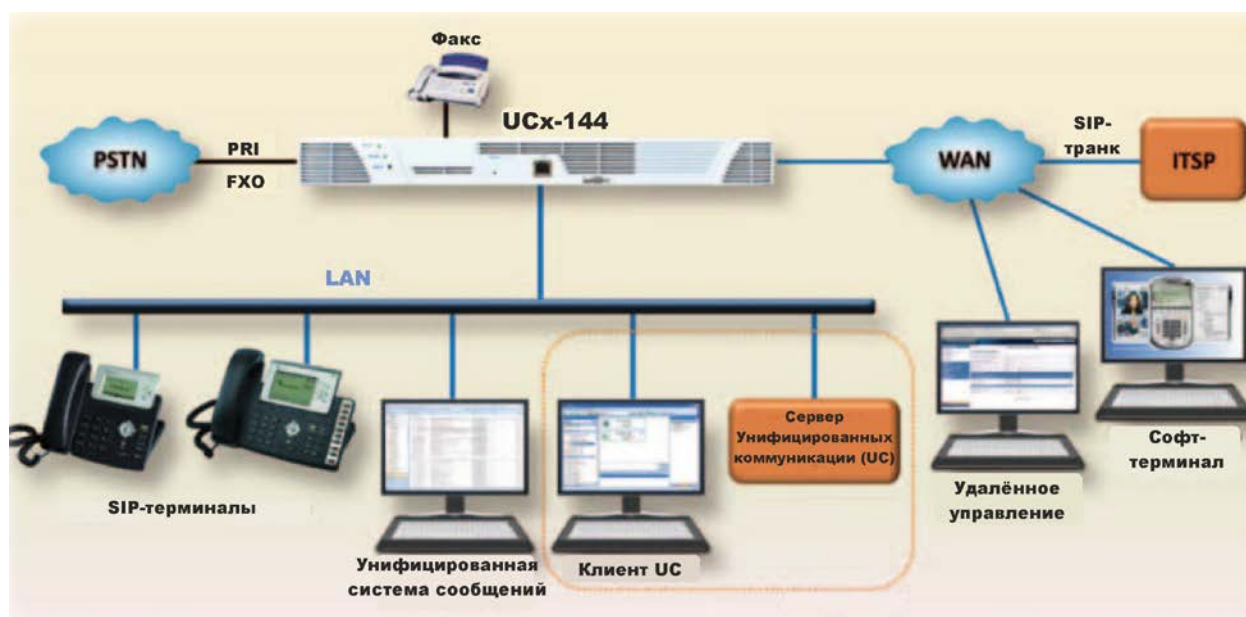 Факс
UCx-144
PSTN
PRI
FXO
WAN
SIP-
транк
ITSP
LAN
SIP-терминалы
Унифицированная
система сообщений
Клиент UC
Сервер
Унифицированных
коммуникации (UC)
Удалённое
управление
Софт-
терминал